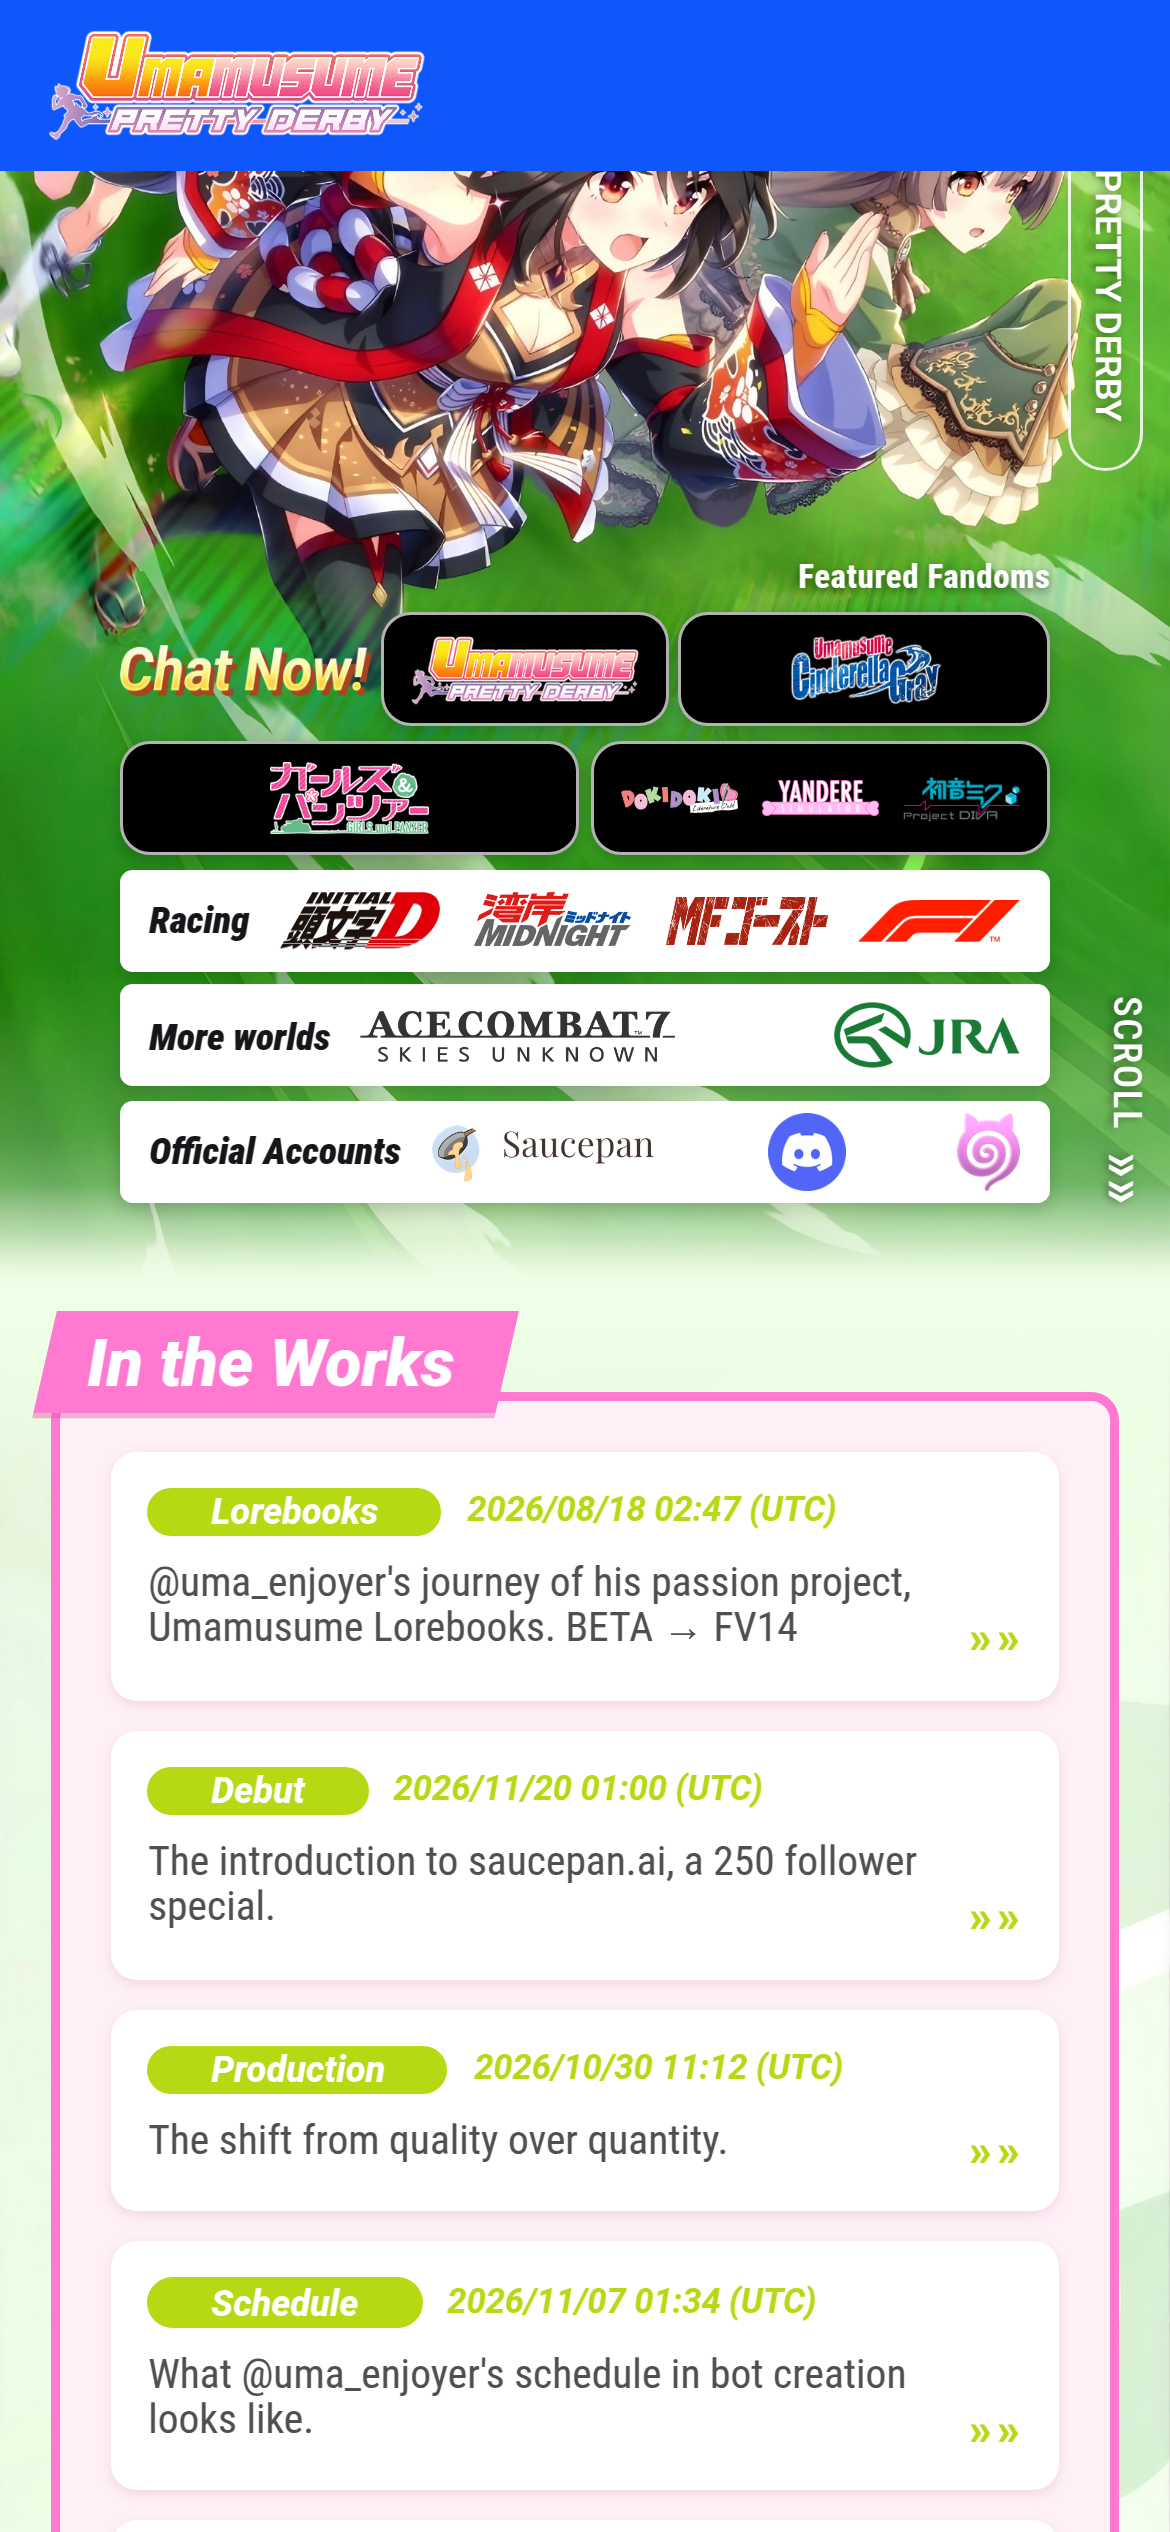 UMAMUSUME
PRETTY DERBY
PRETTY DERBY
Featured Fandoms
Chat Now!
UMAMUSUME
PRETTY DERBY
Umamusume
Cinderella Gray
ガールズ&
パンツァー
GIRLS und PANZER
DOKI DOKI
Literature Club!
YANDERE
SIMULATOR
初音ミク
Project DIVA
Racing
INITIAL D
頭文字
湾岸
ミッドナイト
MIDNIGHT
MFゴースト
F1
TM
More worlds
ACE COMBAT™ 7
SKIES UNKNOWN
JRA
Official Accounts
Saucepan
SCROLL
In the Works
Lorebooks
2026/08/18 02:47 (UTC)
@uma_enjoyer's journey of his passion project,
Umamusume Lorebooks. BETA → FV14
»»
Debut
2026/11/20 01:00 (UTC)
The introduction to saucepan.ai, a 250 follower
special.
»»
Production
2026/10/30 11:12 (UTC)
The shift from quality over quantity.
»»
Schedule
2026/11/07 01:34 (UTC)
What @uma_enjoyer's schedule in bot creation
looks like.
»»